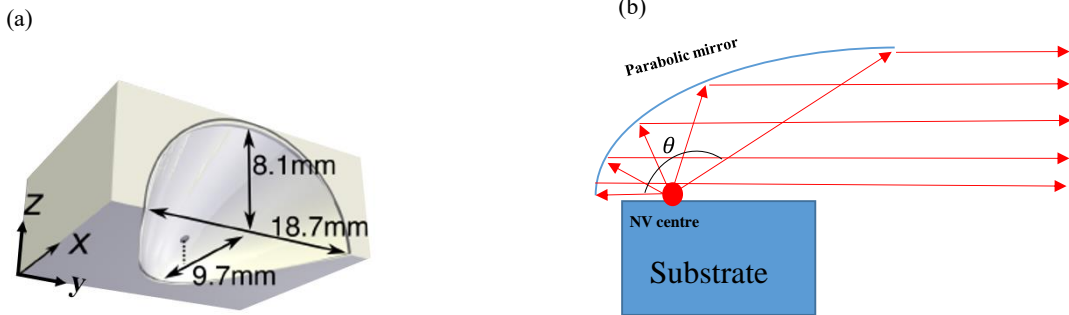 (a)
8.1mm
18.7mm
9.7mm
z
x
y
(b)
Parabolic mirror
θ
NV centre
Substrate